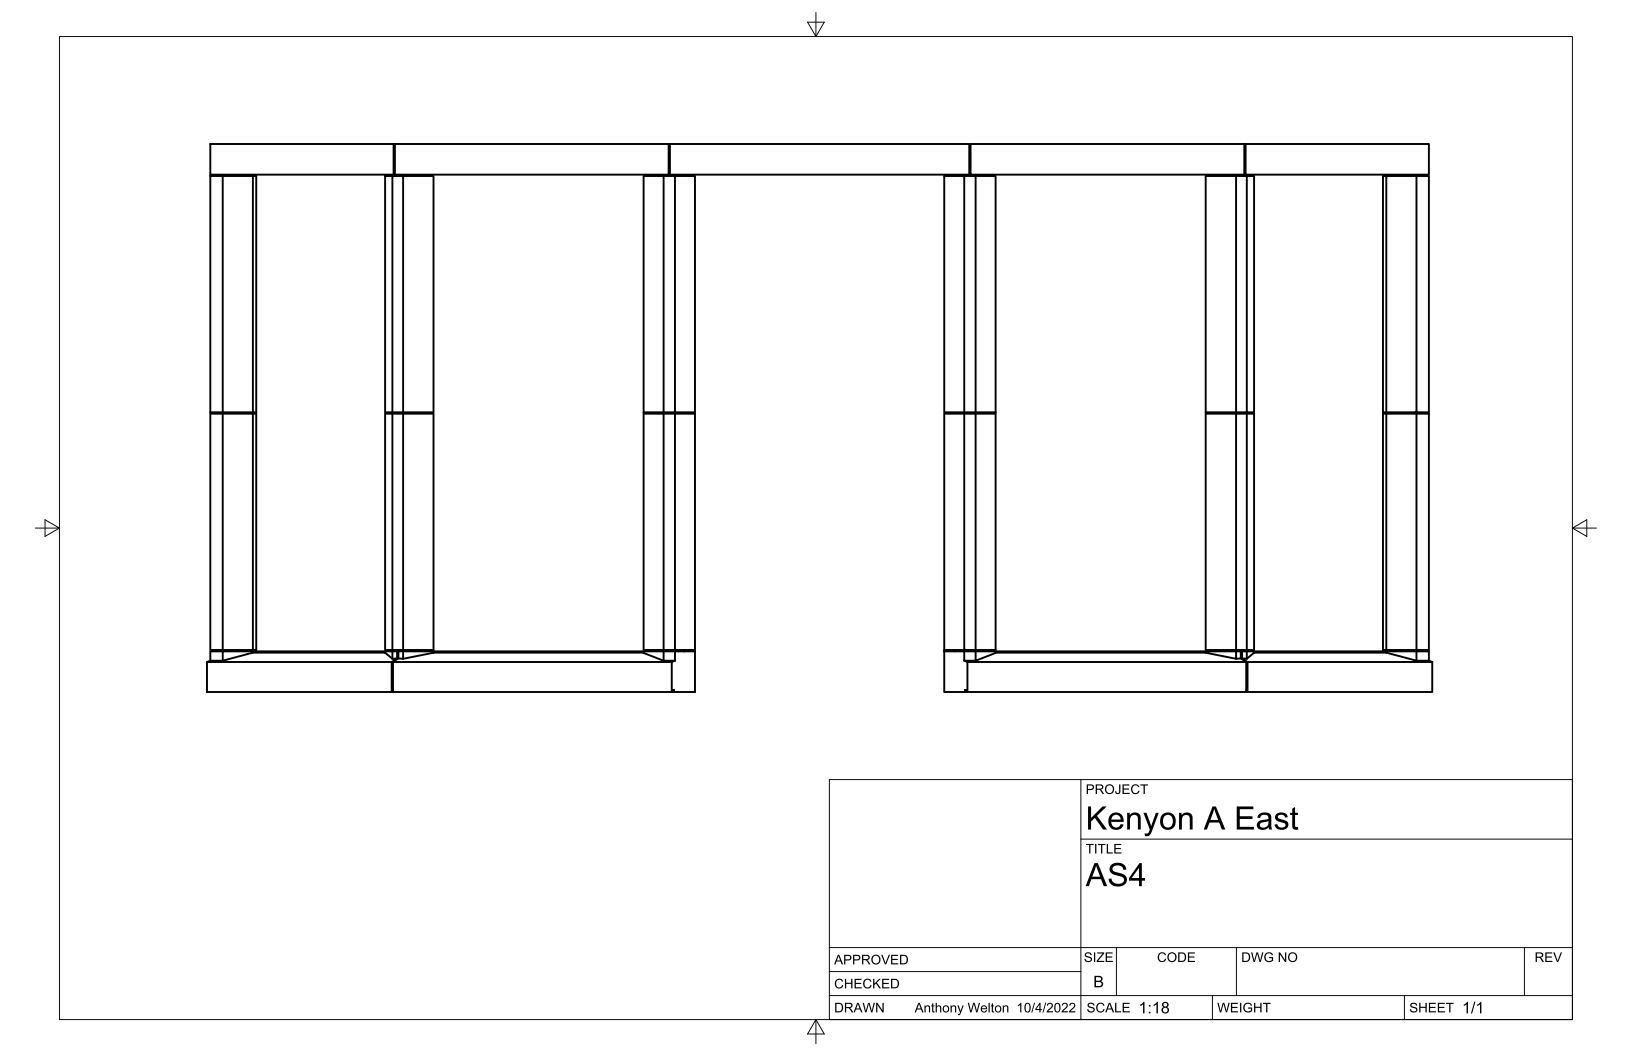 PROJECT
Kenyon A East
TITLE
AS4
APPROVED
CHECKED
DRAWN Anthony Welton 10/4/2022
SIZE CODE DWG NO REV
B
SCALE 1:18 WEIGHT SHEET 1/1